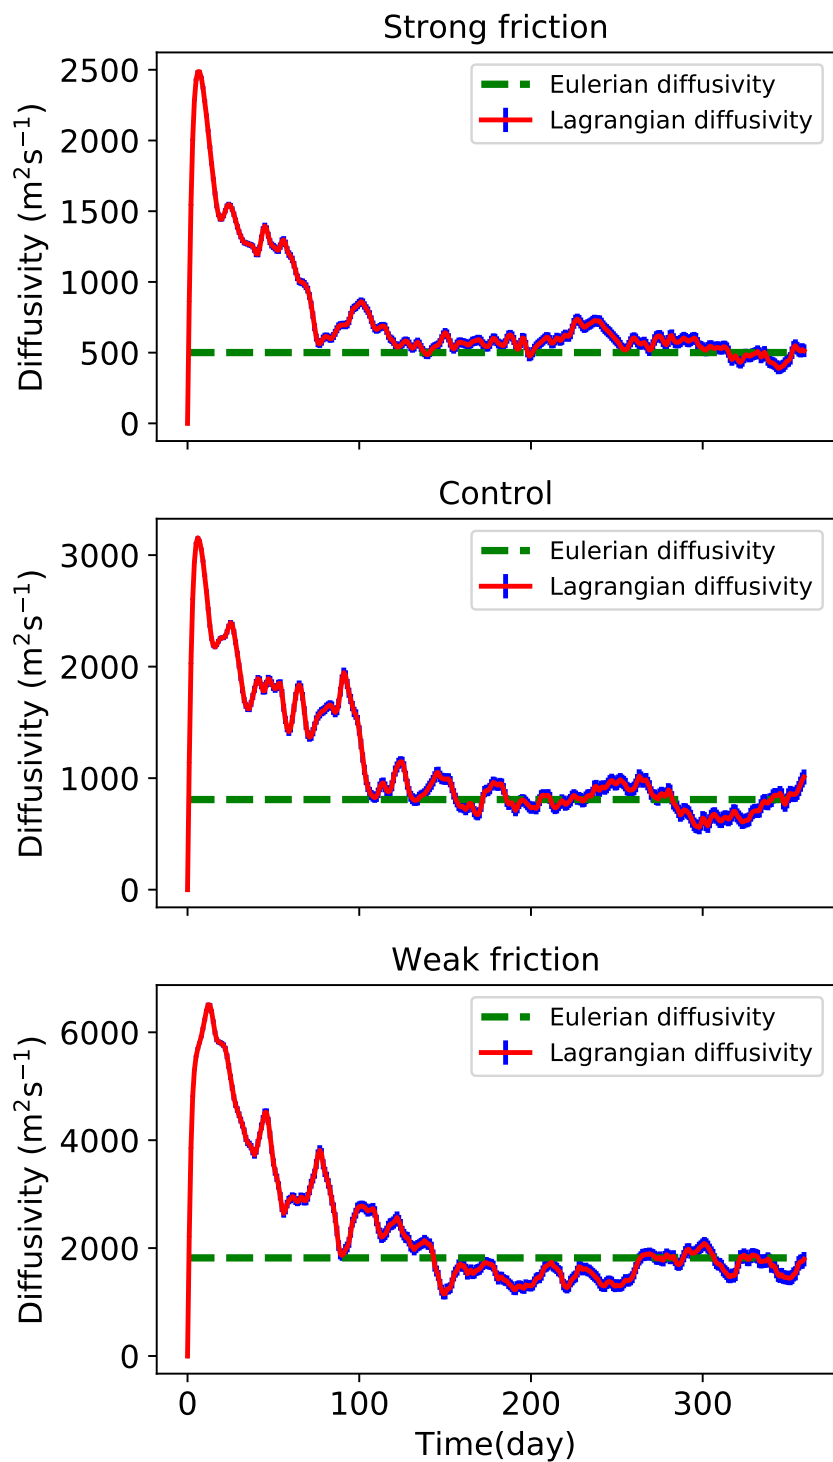 Strong friction
Diffusivity (m²s⁻¹)
2500
2000
1500
1000
500
0
Eulerian diffusivity
Lagrangian diffusivity
Control
Diffusivity (m²s⁻¹)
3000
2000
1000
0
Eulerian diffusivity
Lagrangian diffusivity
Weak friction
Diffusivity (m²s⁻¹)
6000
4000
2000
0
Eulerian diffusivity
Lagrangian diffusivity
0 100 200 300
Time(day)